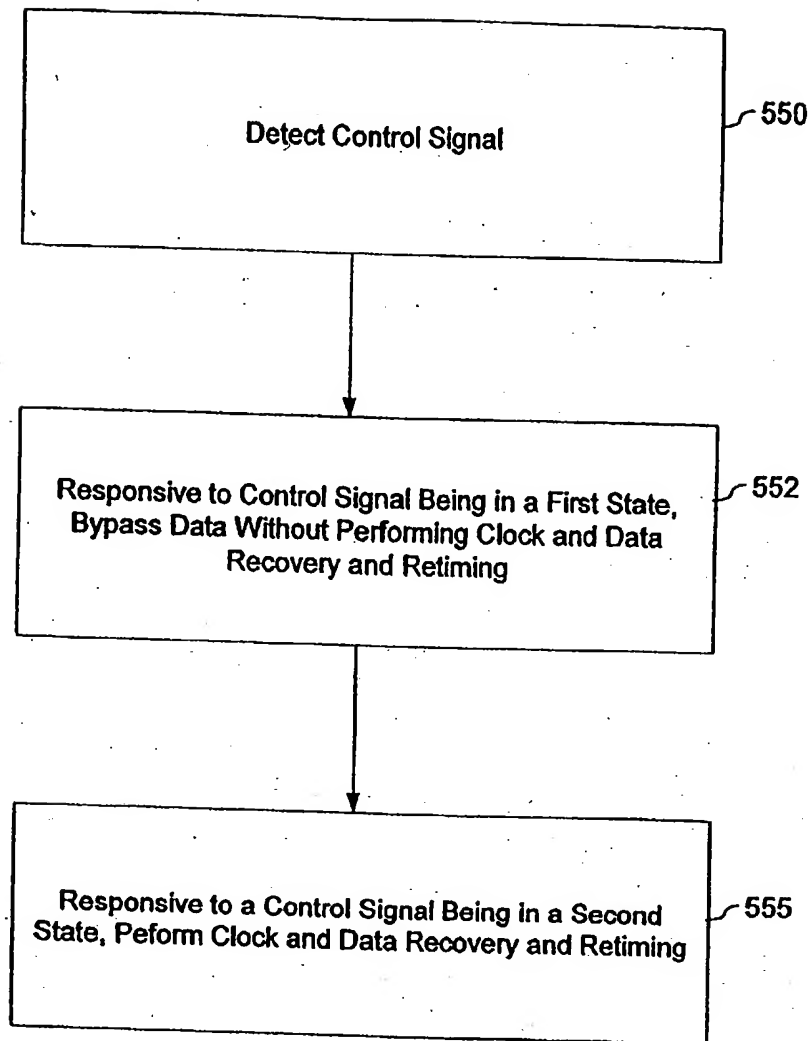 Detect Control Signal
550
Responsive to Control Signal Being in a First State,
Bypass Data Without Performing Clock and Data
Recovery and Retiming
552
Responsive to a Control Signal Being in a Second
State, Peform Clock and Data Recovery and Retiming
555